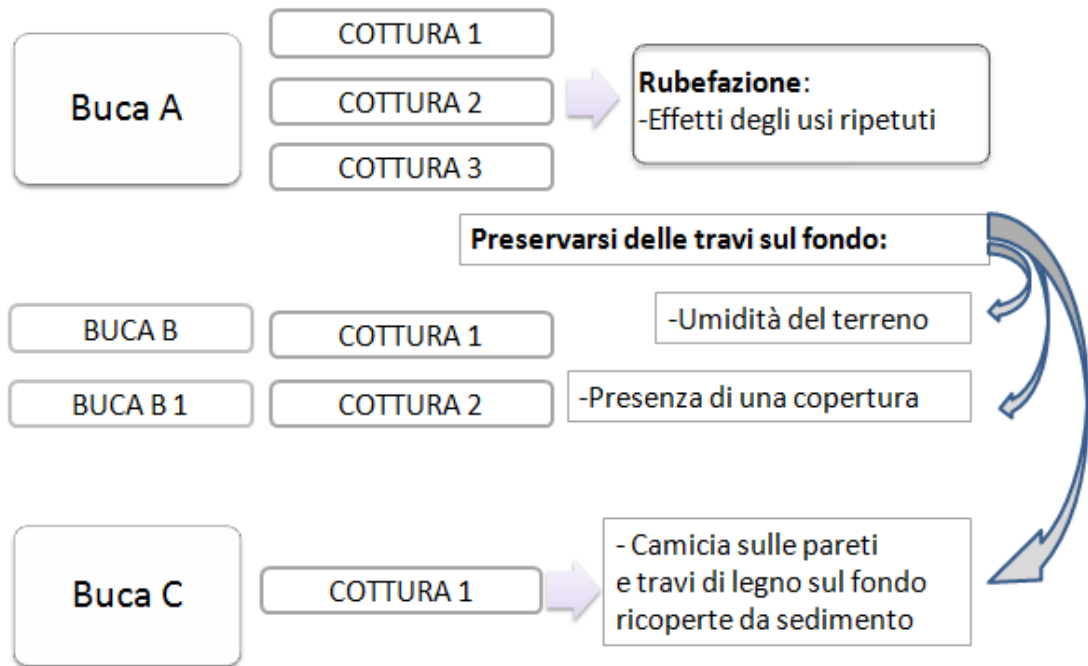 Buca A
COTTURA 1
COTTURA 2
COTTURA 3
Rubefazione:
-Effetti degli usi ripetuti
Preservarsi delle travi sul fondo:
BUCA B
COTTURA 1
-Umidità del terreno
BUCA B 1
COTTURA 2
-Presenza di una copertura
Buca C
COTTURA 1
- Camicia sulle pareti
e travi di legno sul fondo
ricoperte da sedimento